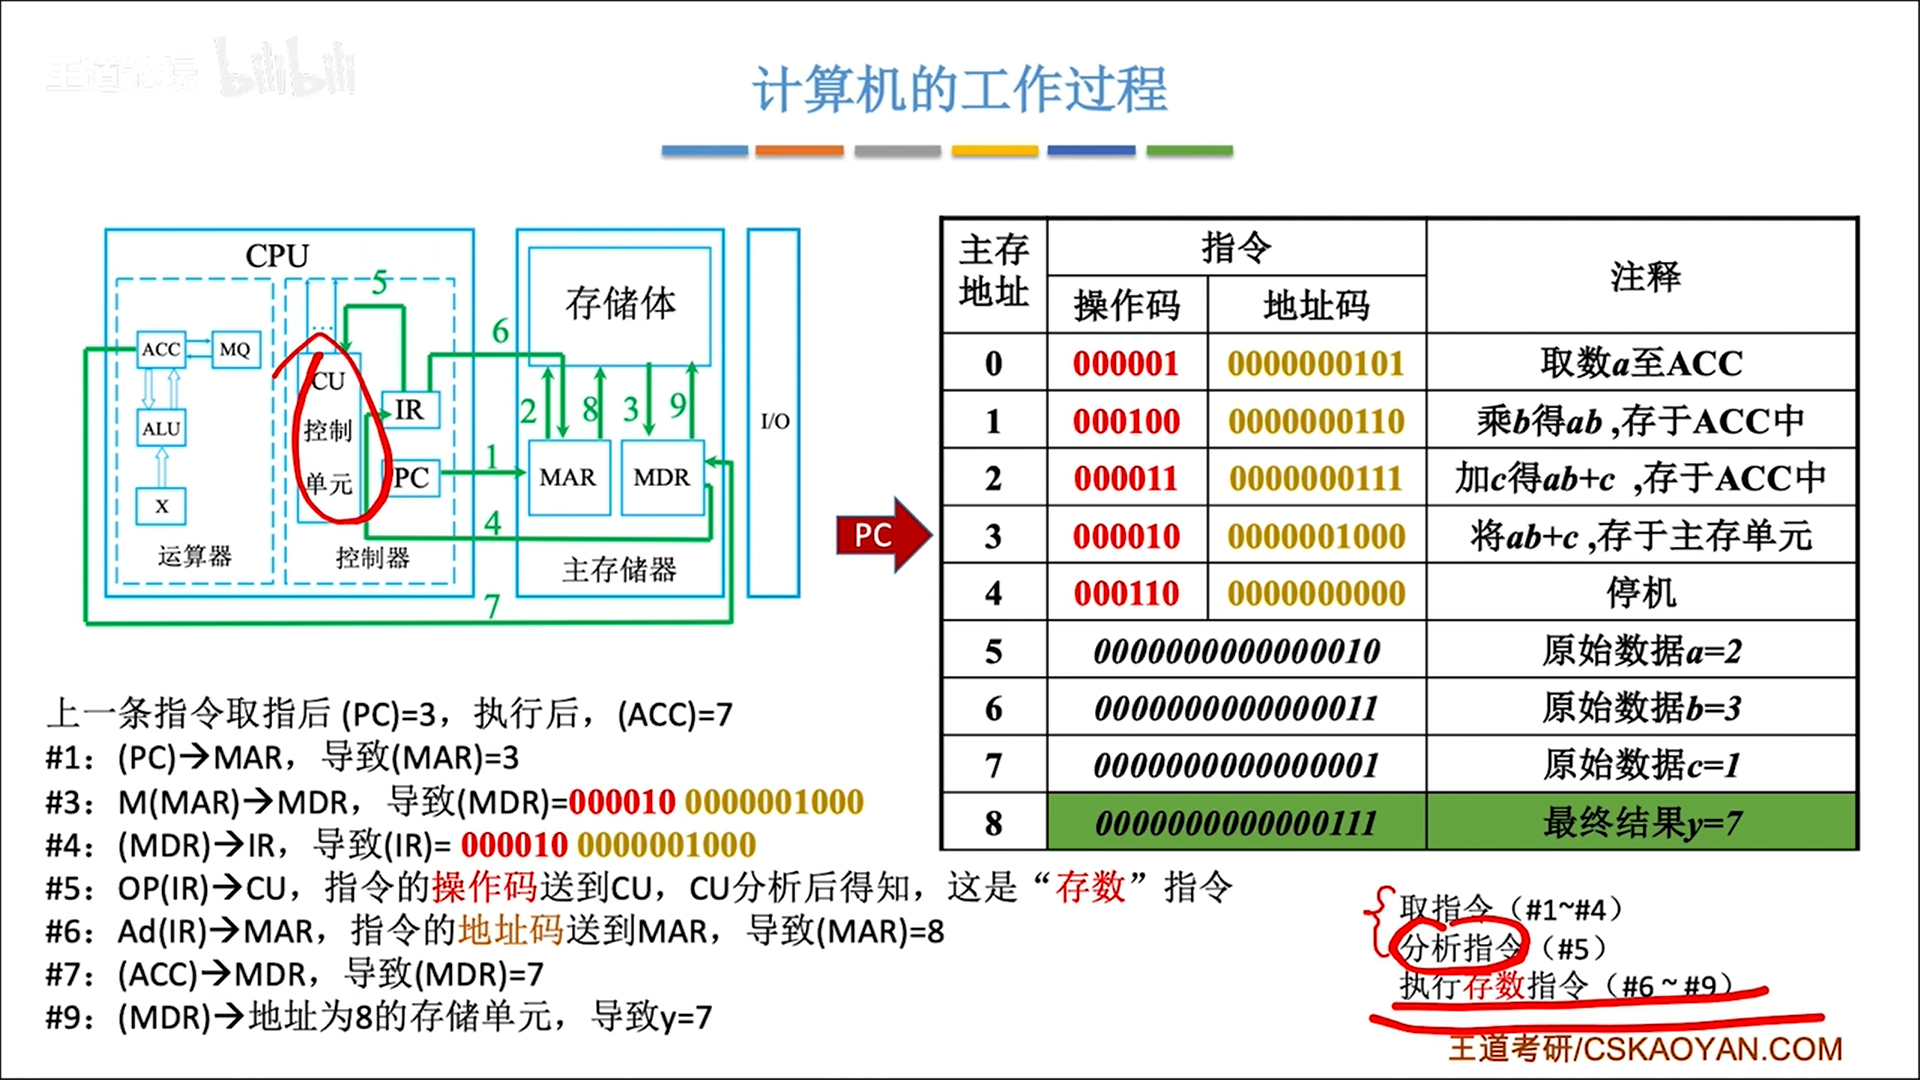 王道论坛 bilibili
计算机的工作过程
CPU
存储体
ACC
MQ
ALU
X
运算器
...
CU
控制
单元
IR
PC
控制器
MAR
MDR
主存储器
I/O
5
6
2
8
3
9
1
4
7
PC
主存地址 指令 注释
操作码 地址码
0 000001 0000000101 取数a至ACC
1 000100 0000000110 乘b得ab ,存于ACC中
2 000011 0000000111 加c得ab+c ,存于ACC中
3 000010 0000001000 将ab+c ,存于主存单元
4 000110 0000000000 停机
5 0000000000000010 原始数据a=2
6 0000000000000011 原始数据b=3
7 0000000000000001 原始数据c=1
8 0000000000000111 最终结果y=7
上一条指令取指后 (PC)=3，执行后，(ACC)=7
#1：(PC)→MAR，导致(MAR)=3
#3：M(MAR)→MDR，导致(MDR)=000010 0000001000
#4：(MDR)→IR，导致(IR)= 000010 0000001000
#5：OP(IR)→CU，指令的操作码送到CU，CU分析后得知，这是“存数”指令
#6：Ad(IR)→MAR，指令的地址码送到MAR，导致(MAR)=8
#7：(ACC)→MDR，导致(MDR)=7
#9：(MDR)→地址为8的存储单元，导致y=7
取指令（#1~#4）
分析指令（#5）
执行存数指令（#6~#9）
王道考研/CSKAOYAN.COM